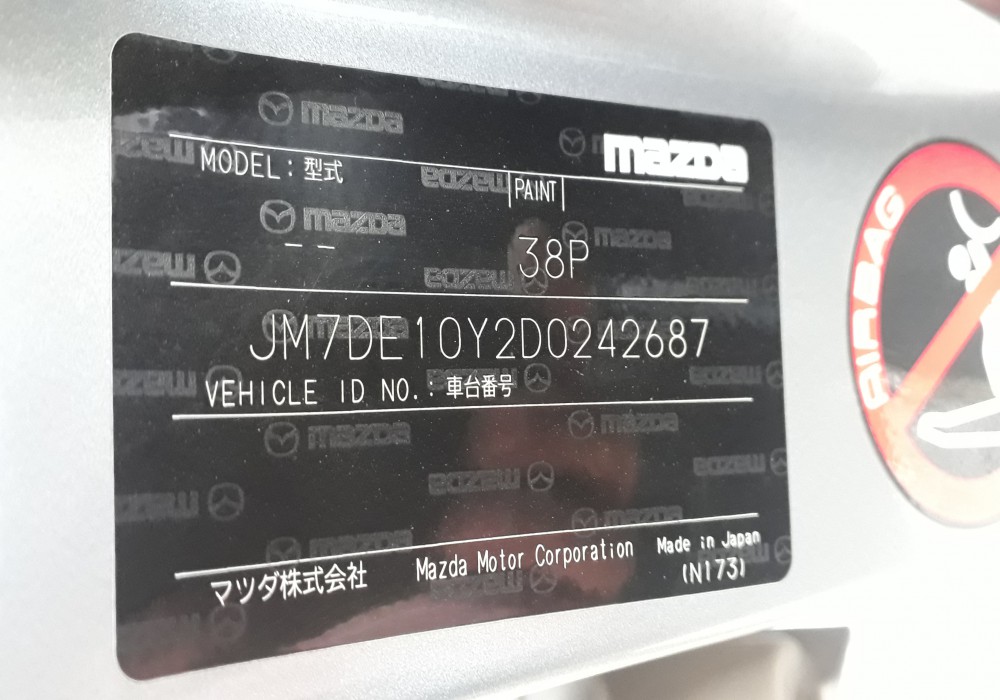 mazda
MODEL : 型式
PAINT
-- 38P
JM7DE10Y2D0242687
VEHICLE ID NO. : 車台番号
マツダ株式会社 Mazda Motor Corporation Made in Japan
(N173)
AIRBAG